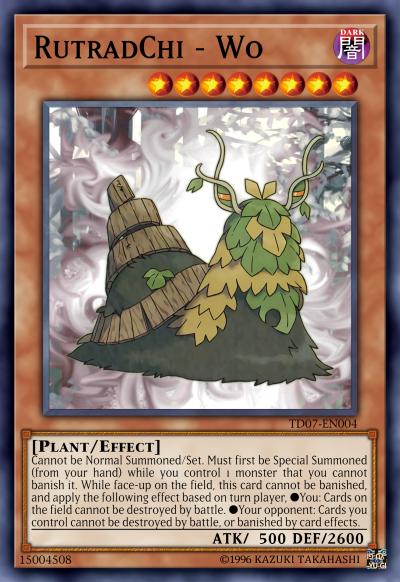 RutradChi - Wo
DARK
闇
TD07-EN004
[Plant/Effect]
Cannot be Normal Summoned/Set. Must first be Special Summoned
(from your hand) while you control 1 monster that you cannot
banish it. While face-up on the field, this card cannot be banished,
and apply the following effect based on turn player, ●You: Cards on
the field cannot be destroyed by battle. ●Your opponent: Cards you
control cannot be destroyed by battle, or banished by card effects.
ATK/ 500 DEF/2600
15004508
©1996 KAZUKI TAKAHASHI